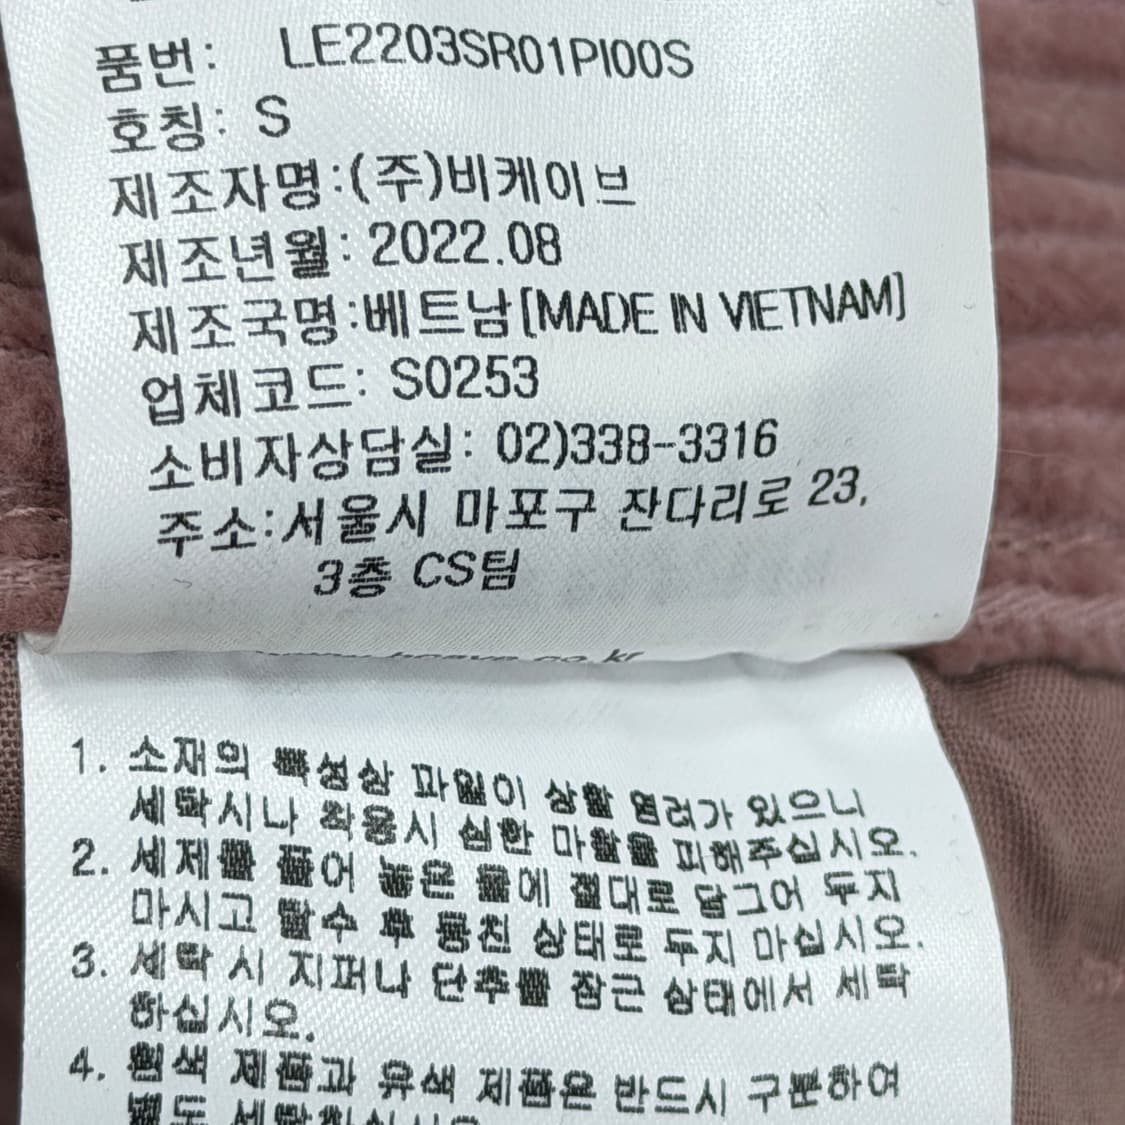 품번: LE2203SR01PI00S
호칭: S
제조자명:(주)비케이브
제조년월: 2022.08
제조국명:베트남[MADE IN VIETNAM]
업체코드: S0253
소비자상담실: 02)338-3316
주소:서울시 마포구 잔다리로 23,
3층 CS팀
1. 소재의 특성상 파일이 상할 염려가 있으니
세탁시나 착용시 심한 마찰을 피해주십시오.
2. 세제를 풀어 놓은 물에 절대로 담그어 두지
마시고 탈수 후 뭉친 상태로 두지 마십시오.
3. 세탁 시 지퍼나 단추를 잠근 상태에서 세탁
하십시오.
4. 흰색 제품과 유색 제품은 반드시 구분하여
별도 세탁하십시오